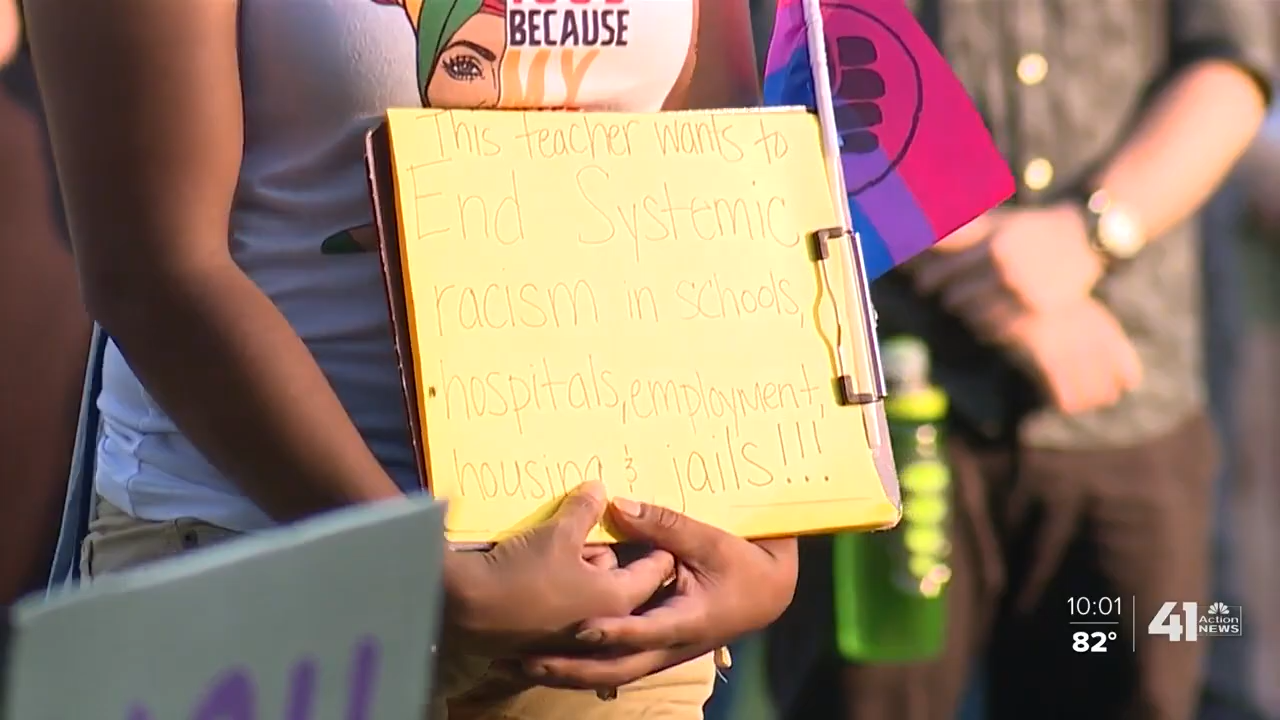 BECAUSE
MY
This teacher wants to
End Systemic
racism in schools,
hospitals, employment,
housing & jails!!!
10:01
82°
41 Action
NEWS